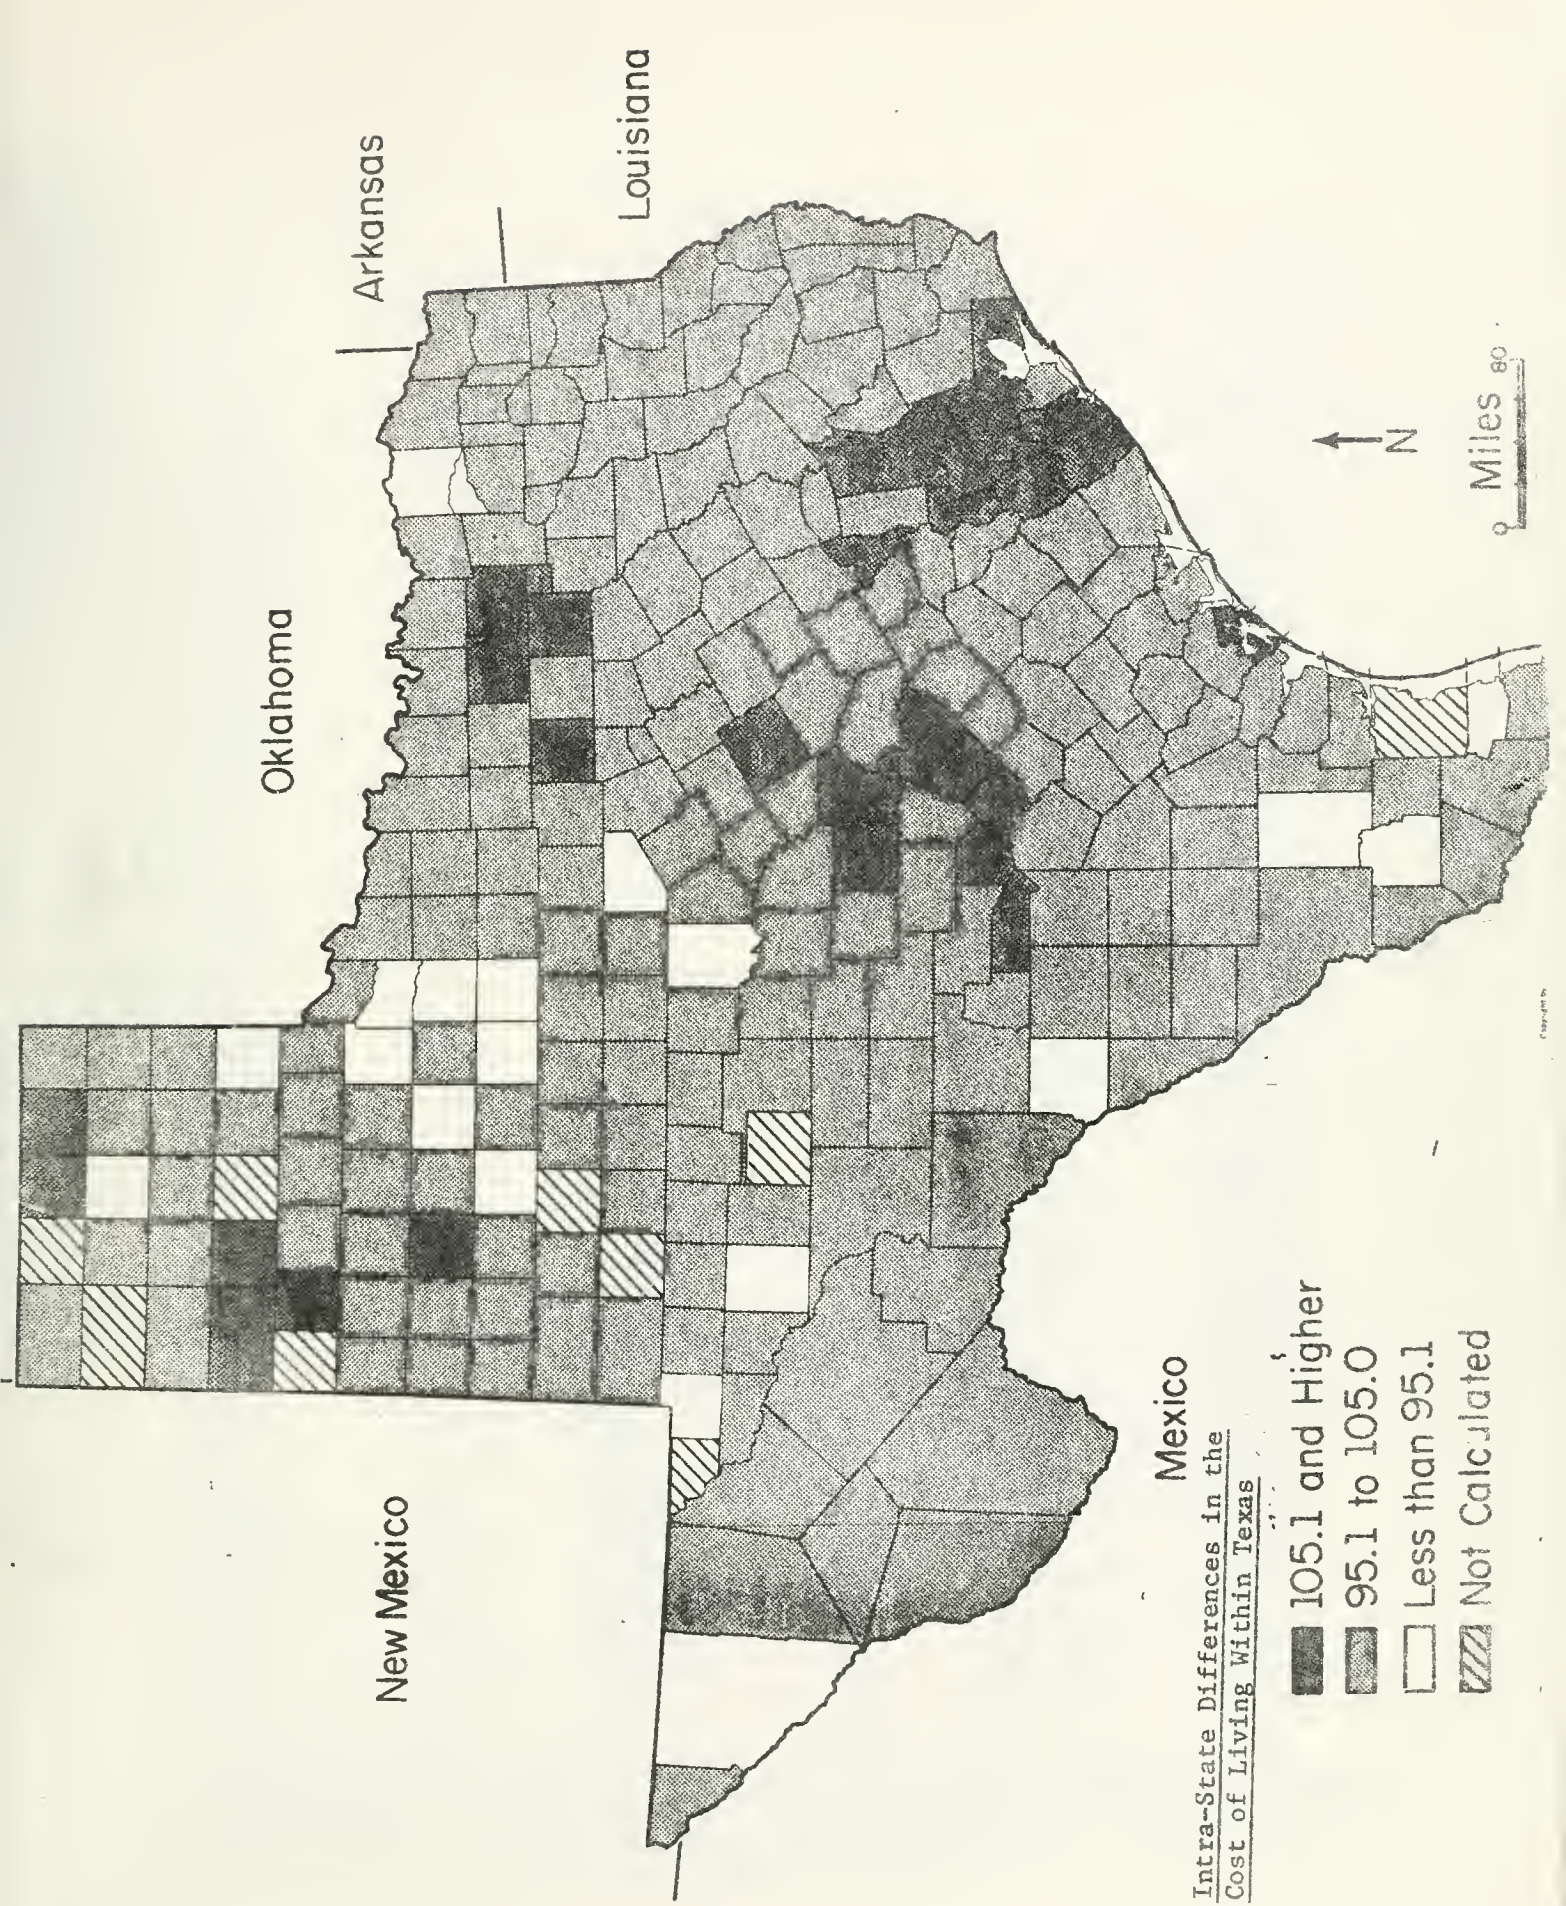 Oklahoma
Arkansas
Louisiana
New Mexico
Mexico
N
0 Miles 80
Intra-State Differences in the
Cost of Living Within Texas
105.1 and Higher
95.1 to 105.0
Less than 95.1
Not Calculated